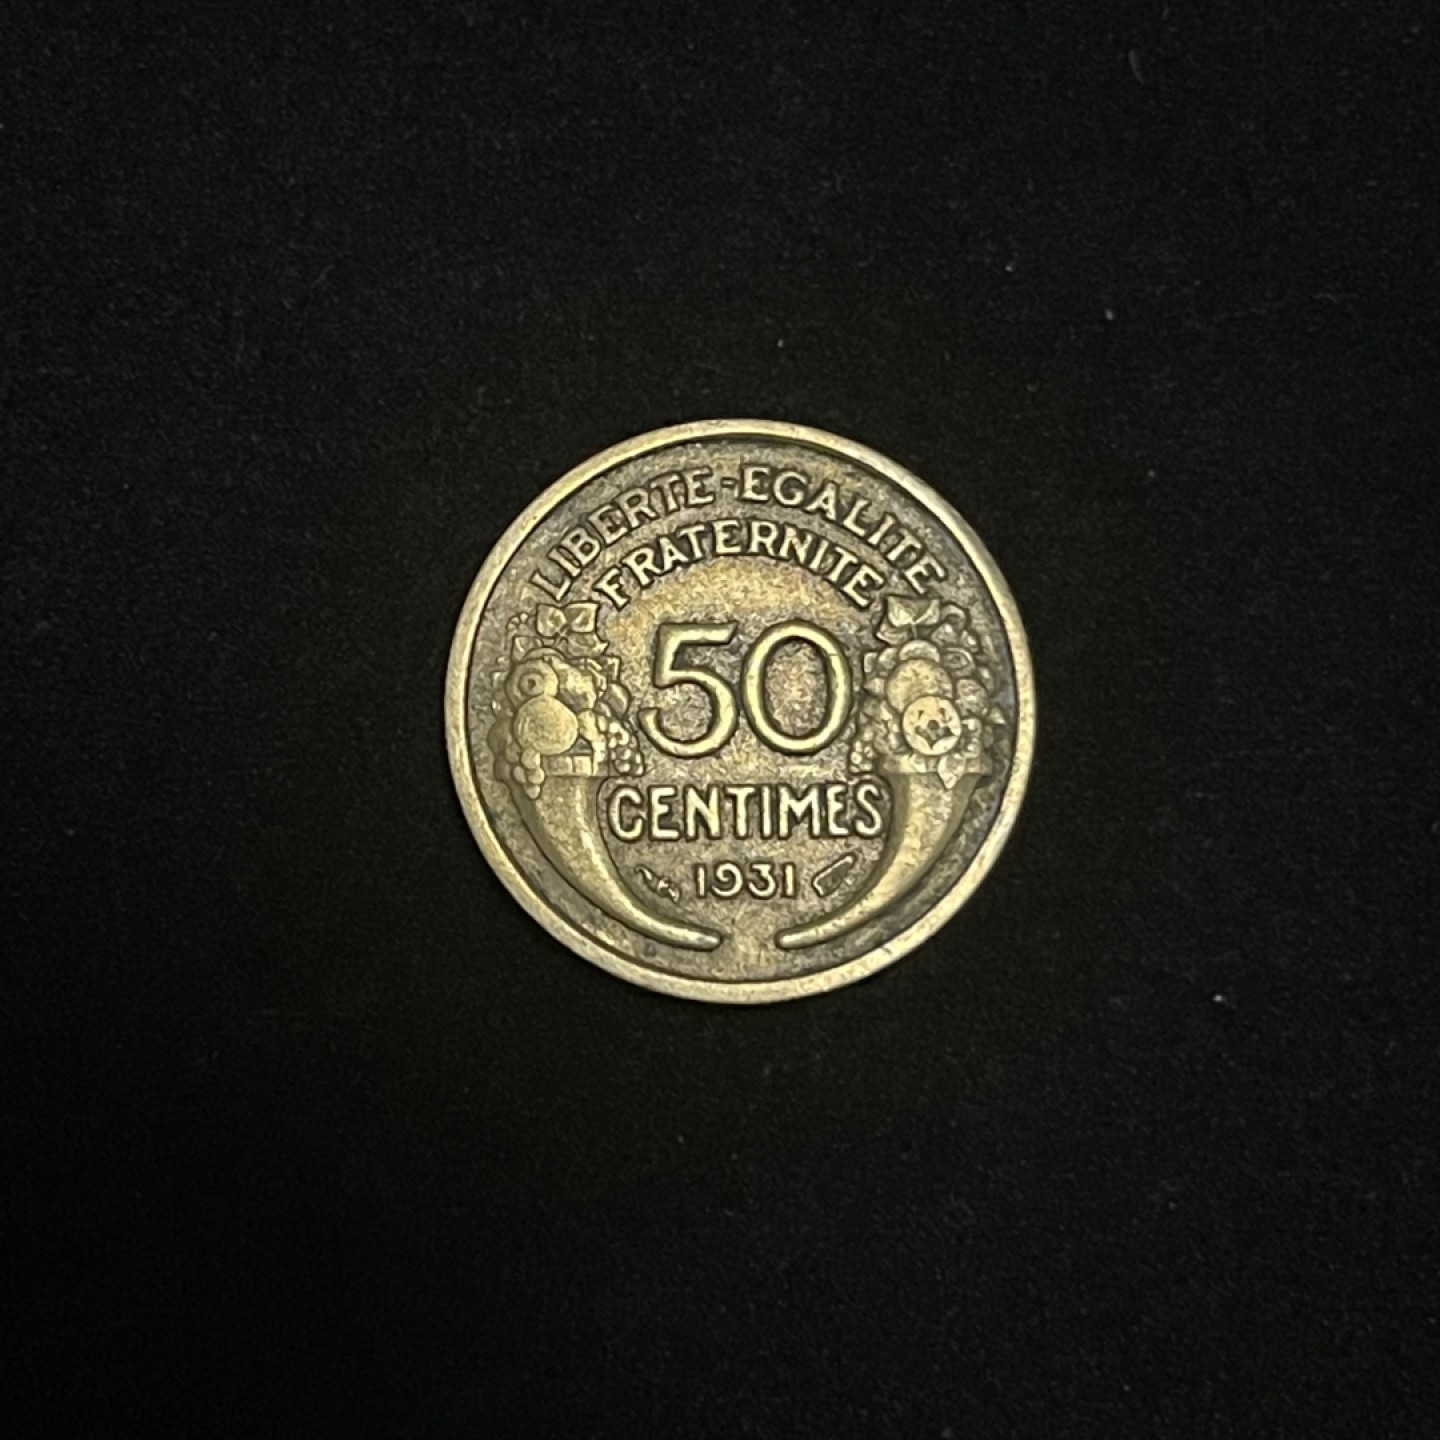 LIBERTE-EGALITE
FRATERNITE
50
CENTIMES
1931